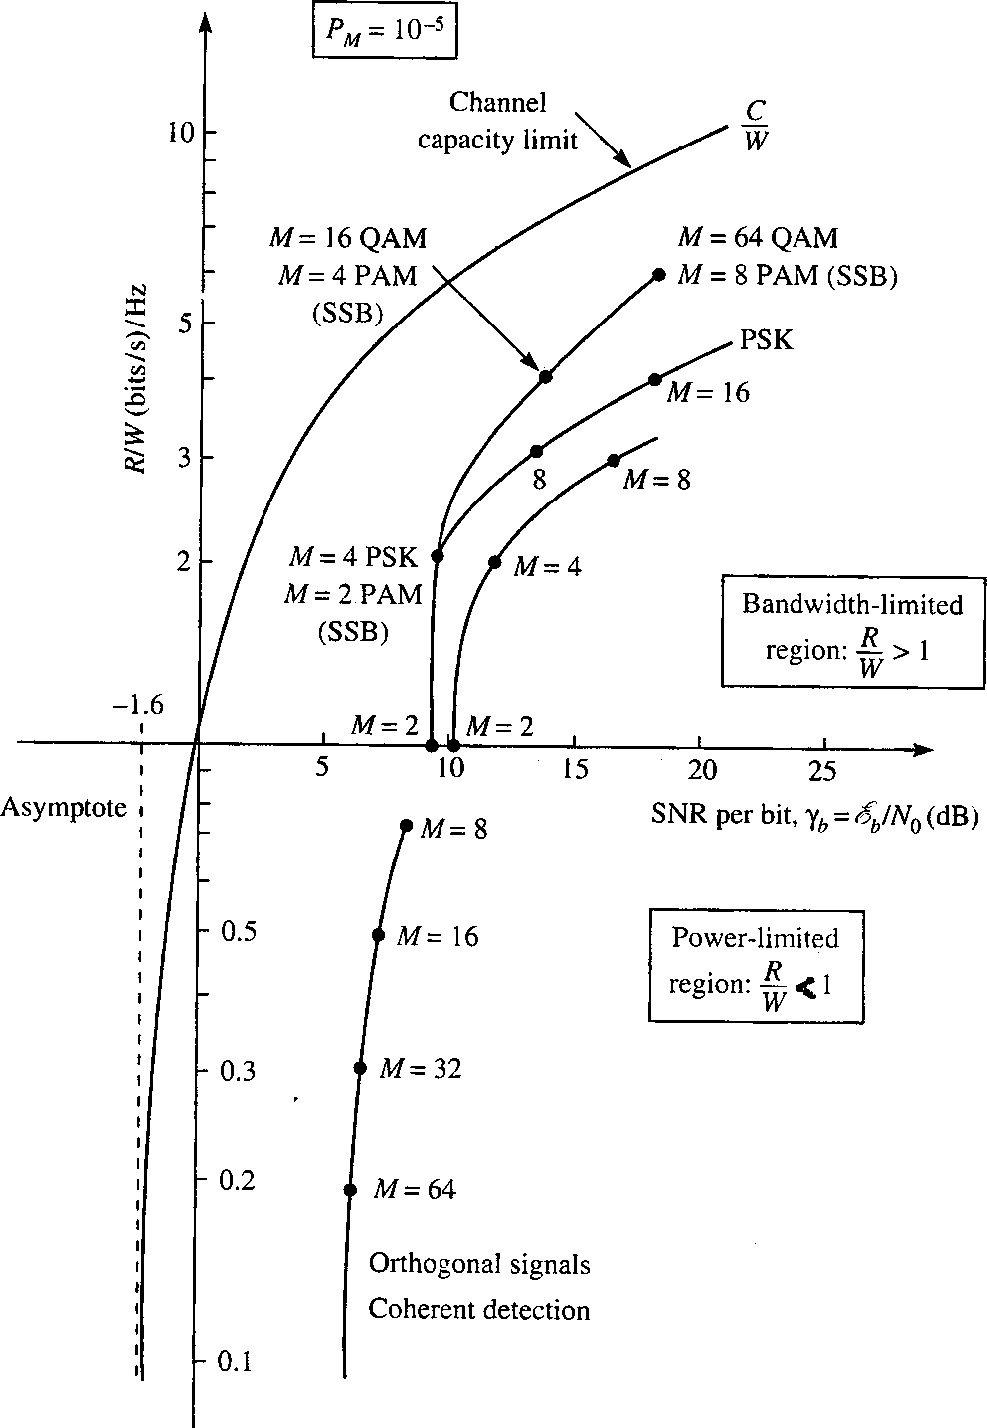 P_M = 10⁻⁵
Channel
capacity limit
C/W
10
M = 16 QAM
M = 4 PAM
(SSB)
M = 64 QAM
M = 8 PAM (SSB)
R/W (bits/s)/Hz
5
PSK
M = 16
3
8
M = 8
2
M = 4 PSK
M = 2 PAM
(SSB)
M = 4
Bandwidth-limited
region: R/W > 1
−1.6
M = 2
M = 2
5
10
15
20
25
Asymptote
SNR per bit, γ_b = ℰ_b/N₀ (dB)
M = 8
0.5
M = 16
Power-limited
region: R/W < 1
0.3
M = 32
0.2
M = 64
Orthogonal signals
Coherent detection
0.1